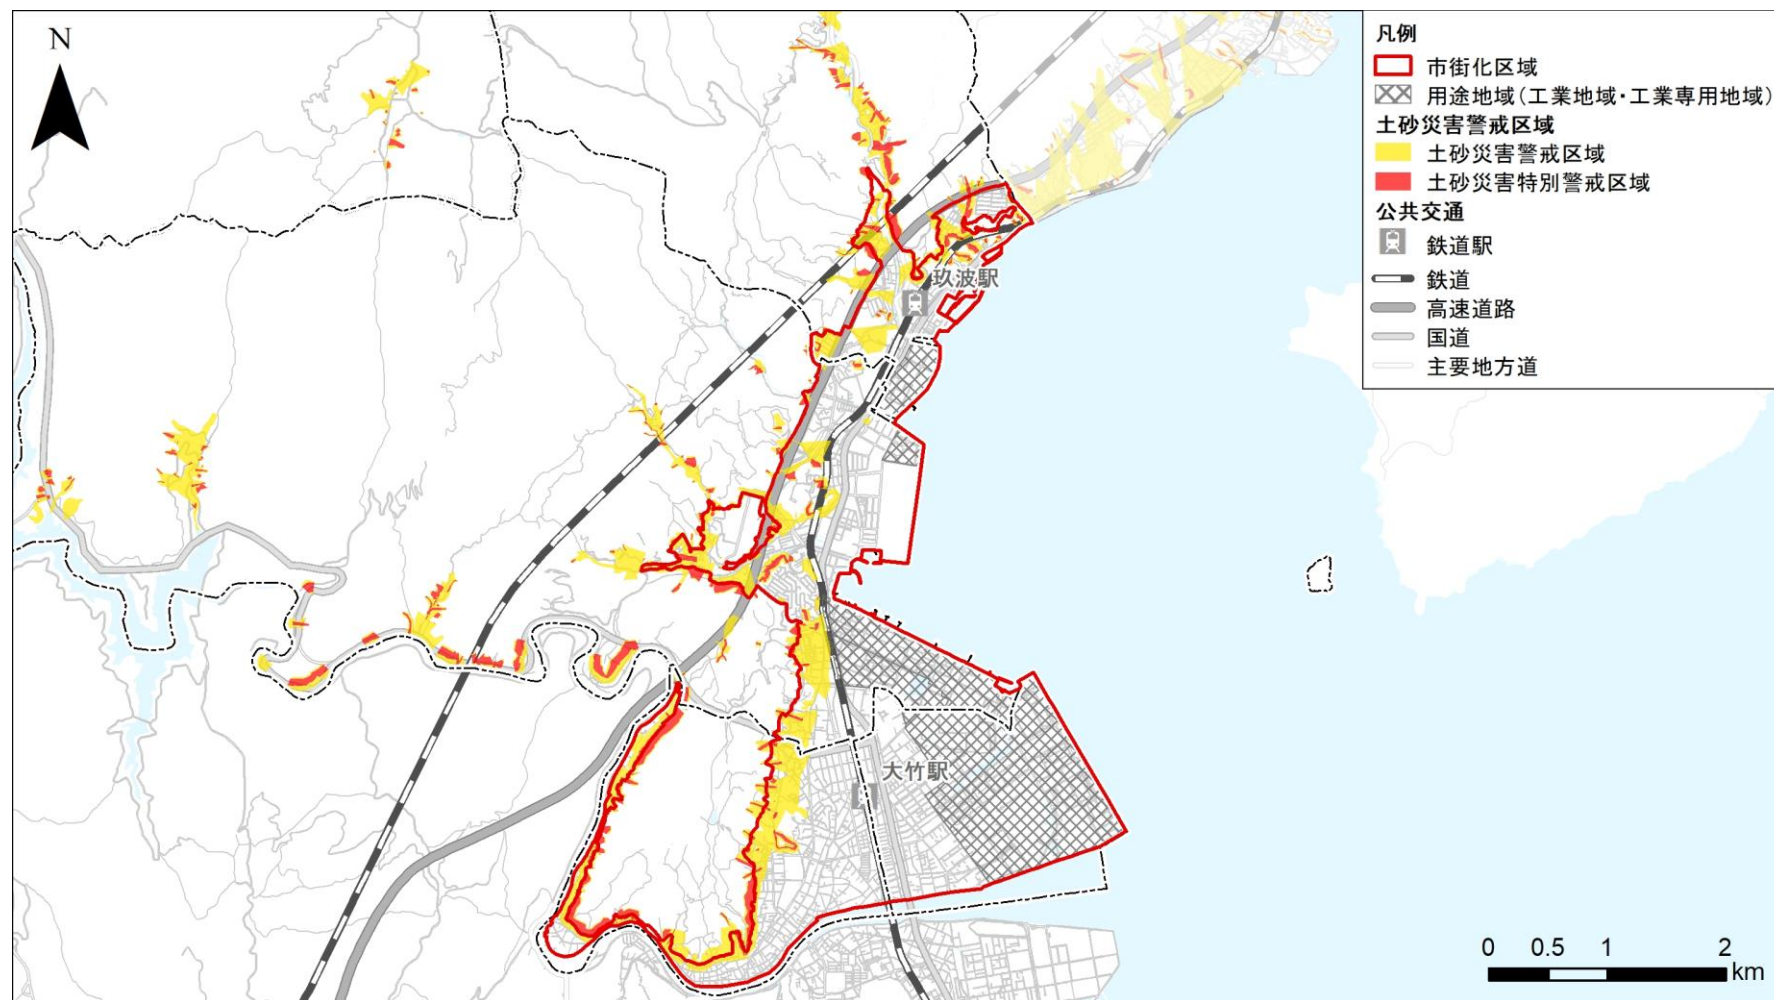 N
凡例
市街化区域
用途地域(工業地域・工業専用地域)
土砂災害警戒区域
土砂災害警戒区域
土砂災害特別警戒区域
公共交通
鉄道駅
鉄道
高速道路
国道
主要地方道
玖波駅
大竹駅
0 0.5 1 2
km